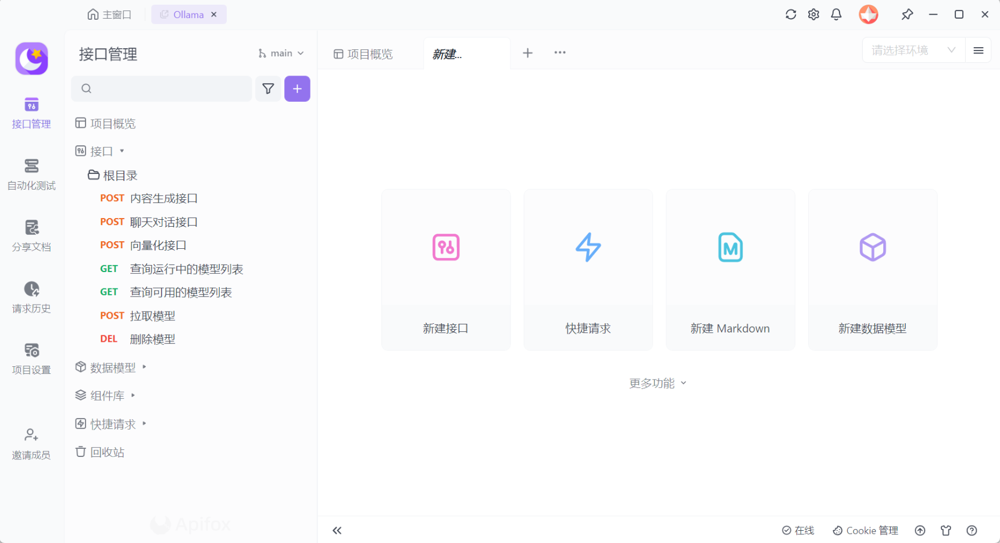 主窗口
Ollama
接口管理
main
项目概览
新建...
请选择环境
接口管理
自动化测试
分享文档
请求历史
项目设置
邀请成员
项目概览
接口
根目录
POST 内容生成接口
POST 聊天对话接口
POST 向量化接口
GET 查询运行中的模型列表
GET 查询可用的模型列表
POST 拉取模型
DEL 删除模型
数据模型
组件库
快捷请求
回收站
Apifox
新建接口
快捷请求
M
新建 Markdown
新建数据模型
更多功能
在线
Cookie 管理